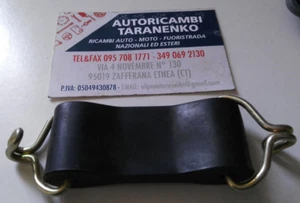 AUTORICAMBI
TARANENKO
RICAMBI AUTO - MOTO - FUORISTRADA
NAZIONALI ED ESTERI
TEL&FAX 095 708 1771 - 349 069 2130
VIA 4 NOVEMBRE N° 130
95019 ZAFFERANA ETNEA (CT)
P.IVA: 05049430878 - E-MAIL: